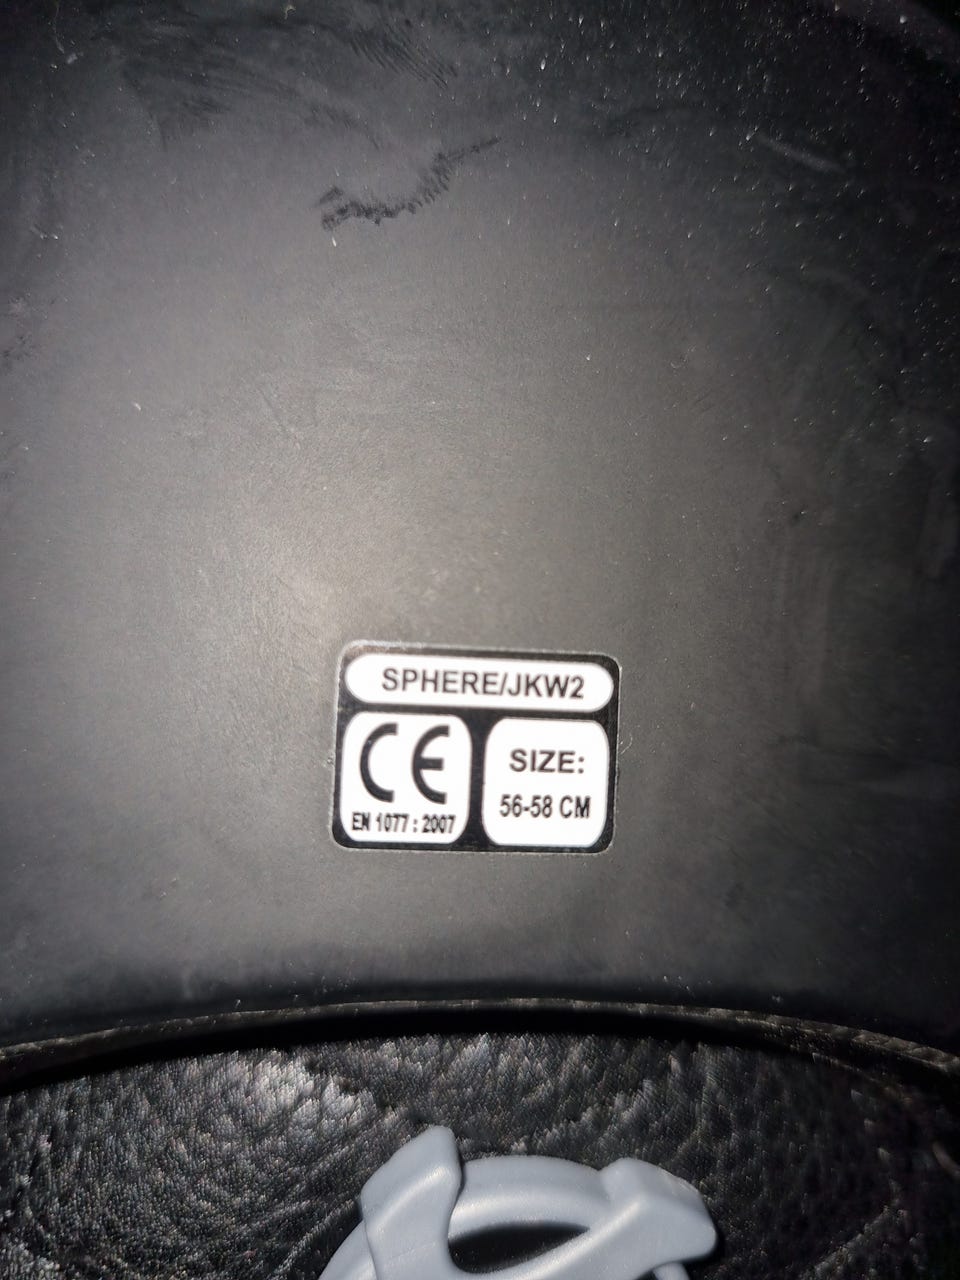 SPHERE/JKW2
CE
EN 1077 : 2007
SIZE:
56-58 CM